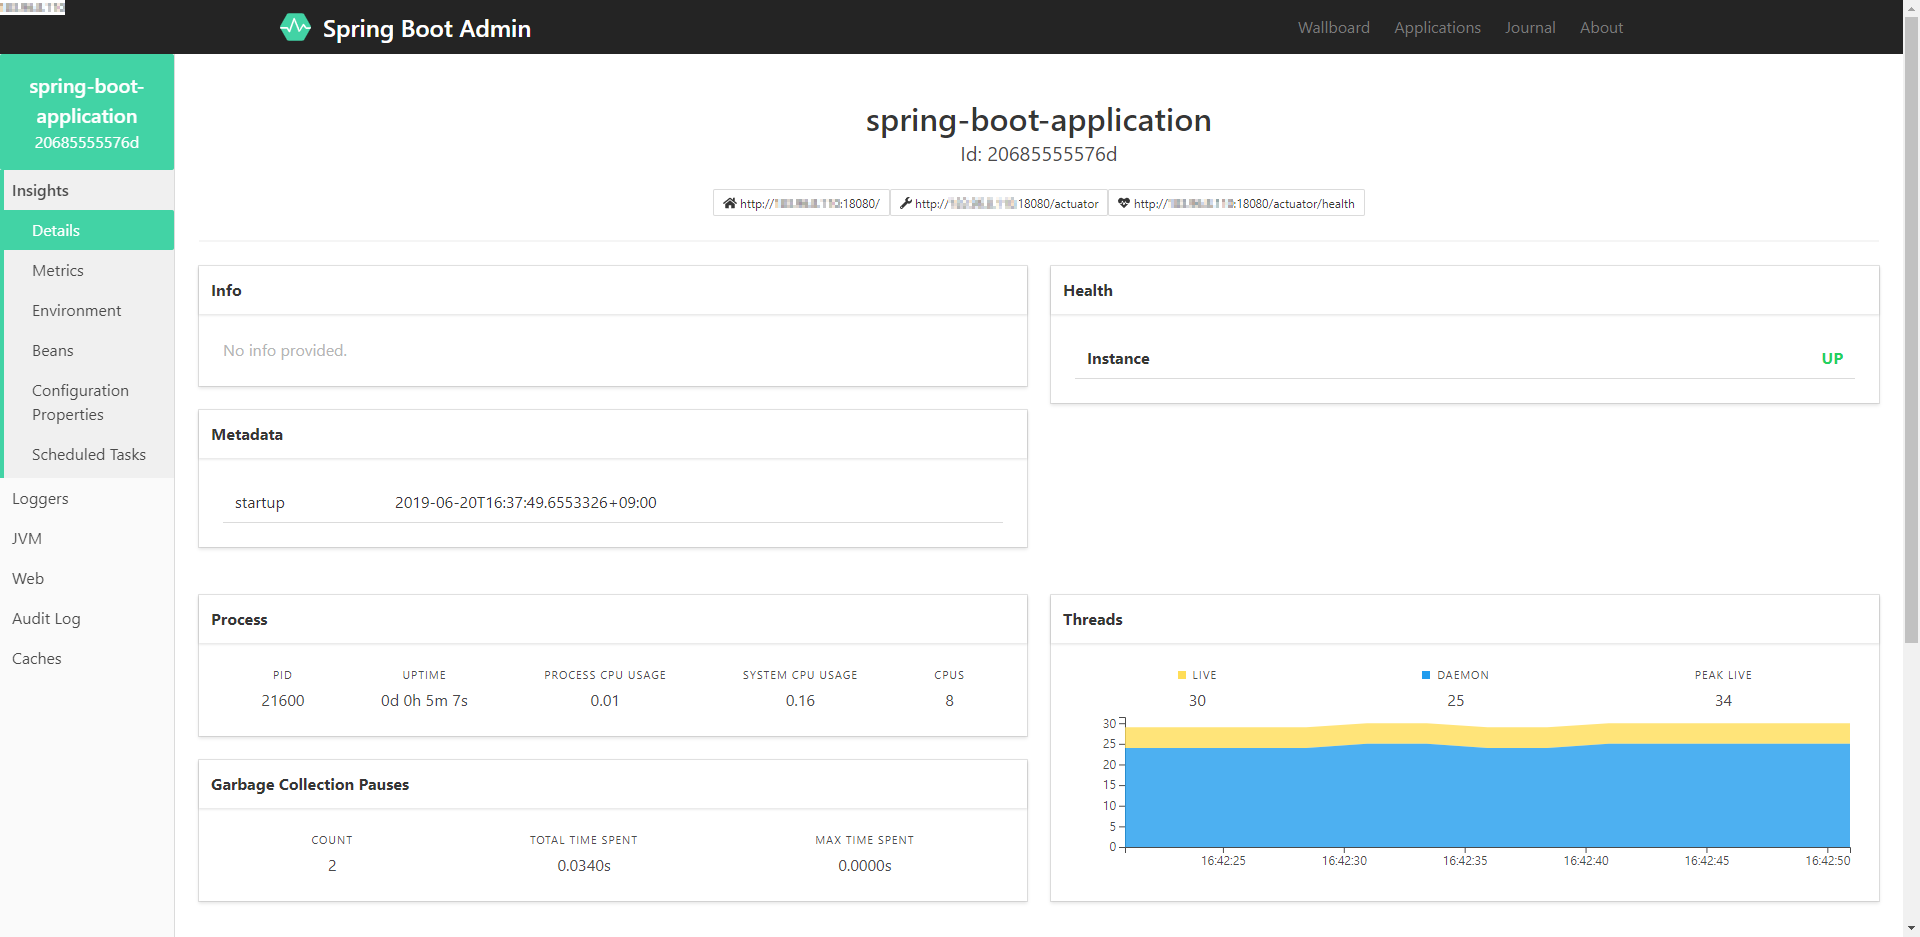 Spring Boot Admin
Wallboard Applications Journal About
spring-boot-
application
20685555576d
Insights
Details
Metrics
Environment
Beans
Configuration
Properties
Scheduled Tasks
Loggers
JVM
Web
Audit Log
Caches
spring-boot-application
Id: 20685555576d
http:// :18080/ http:// :18080/actuator http:// :18080/actuator/health
Info
No info provided.
Health
Instance UP
Metadata
startup 2019-06-20T16:37:49.6553326+09:00
Process
PID UPTIME PROCESS CPU USAGE SYSTEM CPU USAGE CPUS
21600 0d 0h 5m 7s 0.01 0.16 8
Threads
LIVE DAEMON PEAK LIVE
30 25 34
30
25
20
15
10
5
0
16:42:25 16:42:30 16:42:35 16:42:40 16:42:45 16:42:50
Garbage Collection Pauses
COUNT TOTAL TIME SPENT MAX TIME SPENT
2 0.0340s 0.0000s